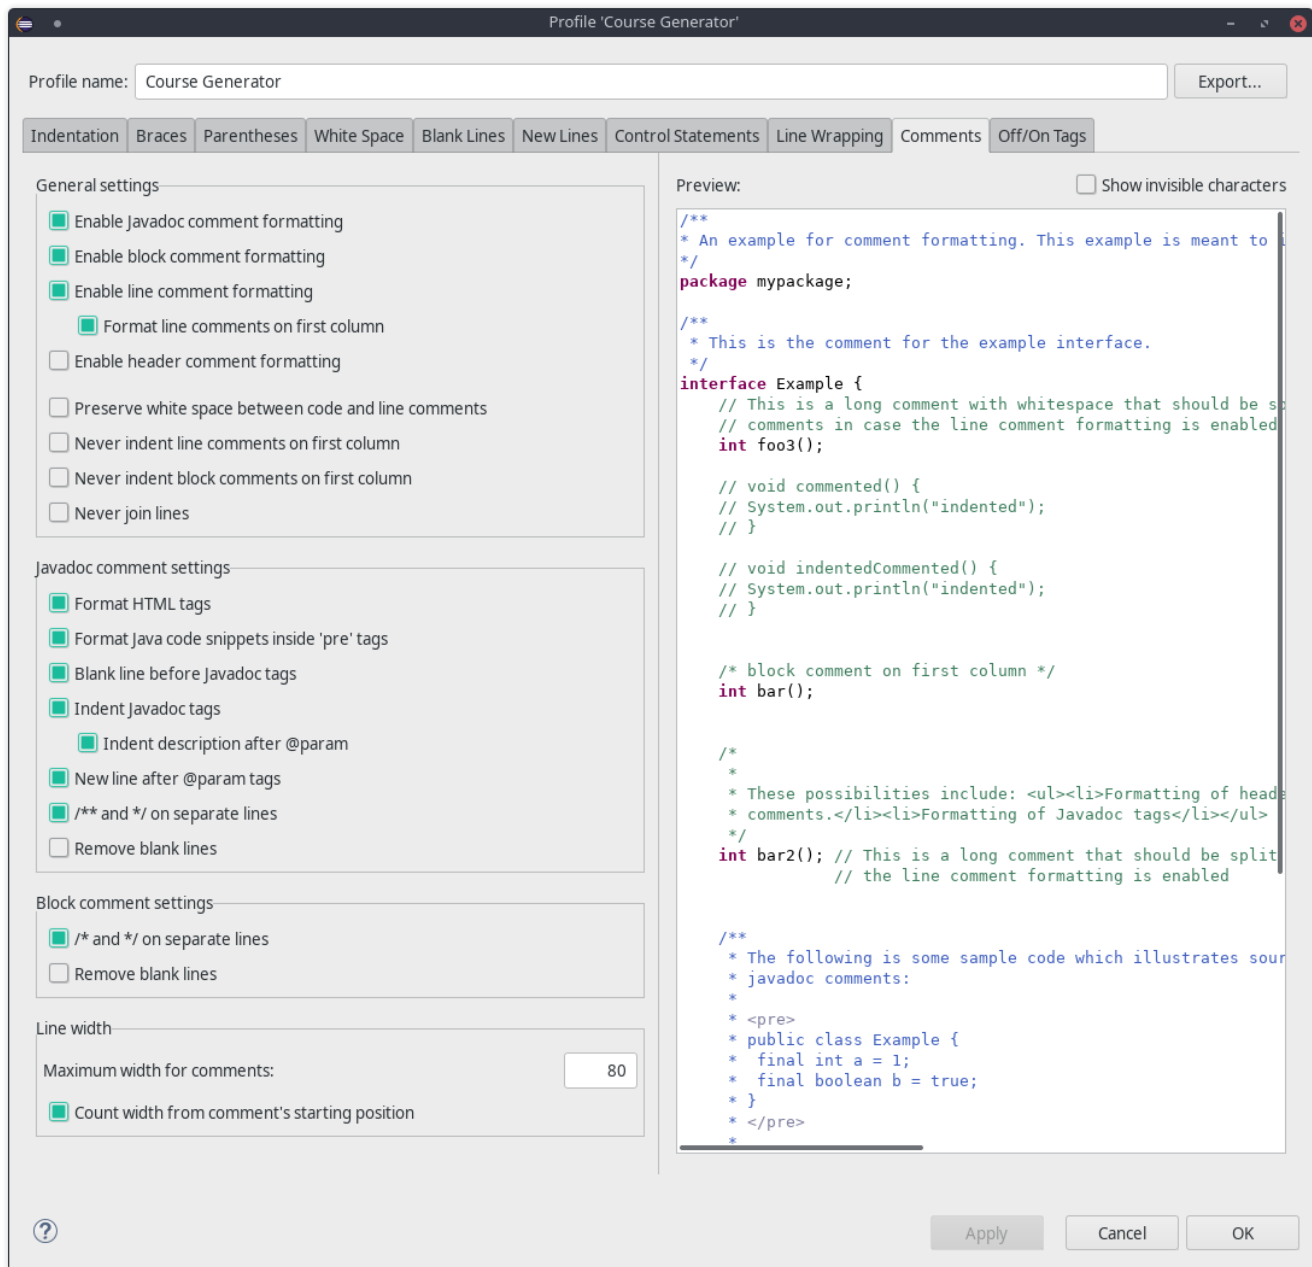 Profile 'Course Generator'
Profile name: Course Generator Export...
Indentation Braces Parentheses White Space Blank Lines New Lines Control Statements Line Wrapping Comments Off/On Tags
General settings
Enable Javadoc comment formatting
Enable block comment formatting
Enable line comment formatting
Format line comments on first column
Enable header comment formatting
Preserve white space between code and line comments
Never indent line comments on first column
Never indent block comments on first column
Never join lines
Javadoc comment settings
Format HTML tags
Format Java code snippets inside 'pre' tags
Blank line before Javadoc tags
Indent Javadoc tags
Indent description after @param
New line after @param tags
/** and */ on separate lines
Remove blank lines
Block comment settings
/* and */ on separate lines
Remove blank lines
Line width
Maximum width for comments: 80
Count width from comment's starting position
Preview: Show invisible characters
/**
* An example for comment formatting. This example is meant to i
*/
package mypackage;
/**
* This is the comment for the example interface.
*/
interface Example {
// This is a long comment with whitespace that should be sp
// comments in case the line comment formatting is enabled
int foo3();
// void commented() {
// System.out.println("indented");
// }
// void indentedCommented() {
// System.out.println("indented");
// }
/* block comment on first column */
int bar();
/*
*
* These possibilities include: <ul><li>Formatting of heade
* comments.</li><li>Formatting of Javadoc tags</li></ul>
*/
int bar2(); // This is a long comment that should be split
// the line comment formatting is enabled
/**
* The following is some sample code which illustrates sour
* javadoc comments:
*
* <pre>
* public class Example {
* final int a = 1;
* final boolean b = true;
* }
* </pre>
*
? Apply Cancel OK